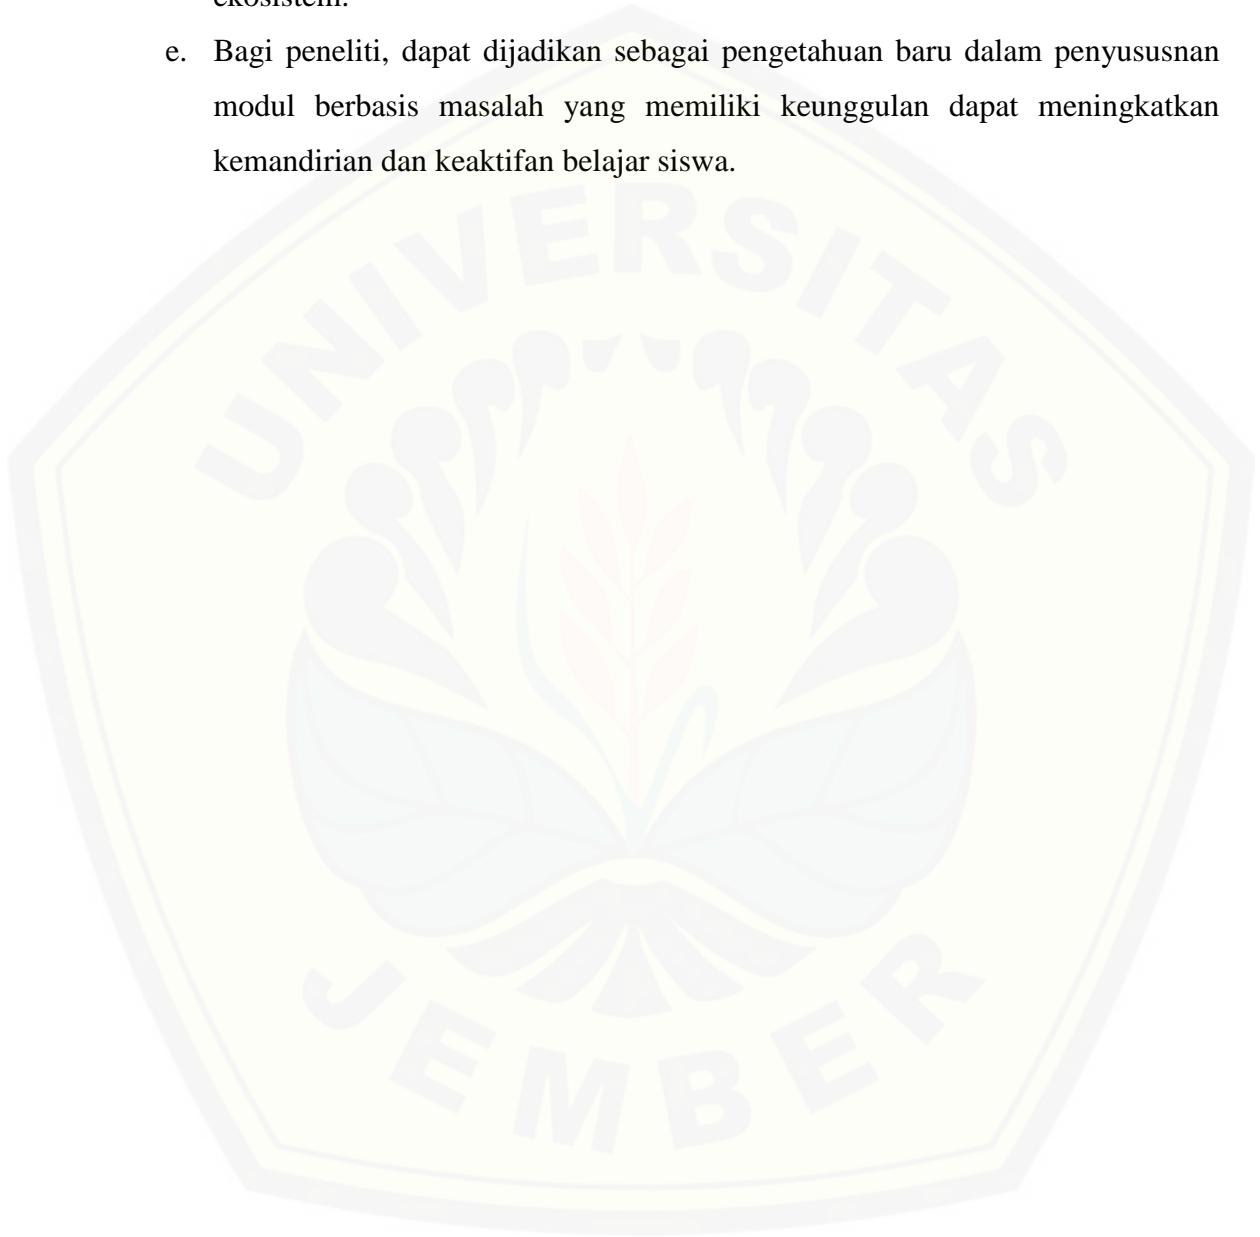 ekosistem.
e. Bagi peneliti, dapat dijadikan sebagai pengetahuan baru dalam penyususnan
modul berbasis masalah yang memiliki keunggulan dapat meningkatkan
kemandirian dan keaktifan belajar siswa.
UNIVERSITAS
JEMBER